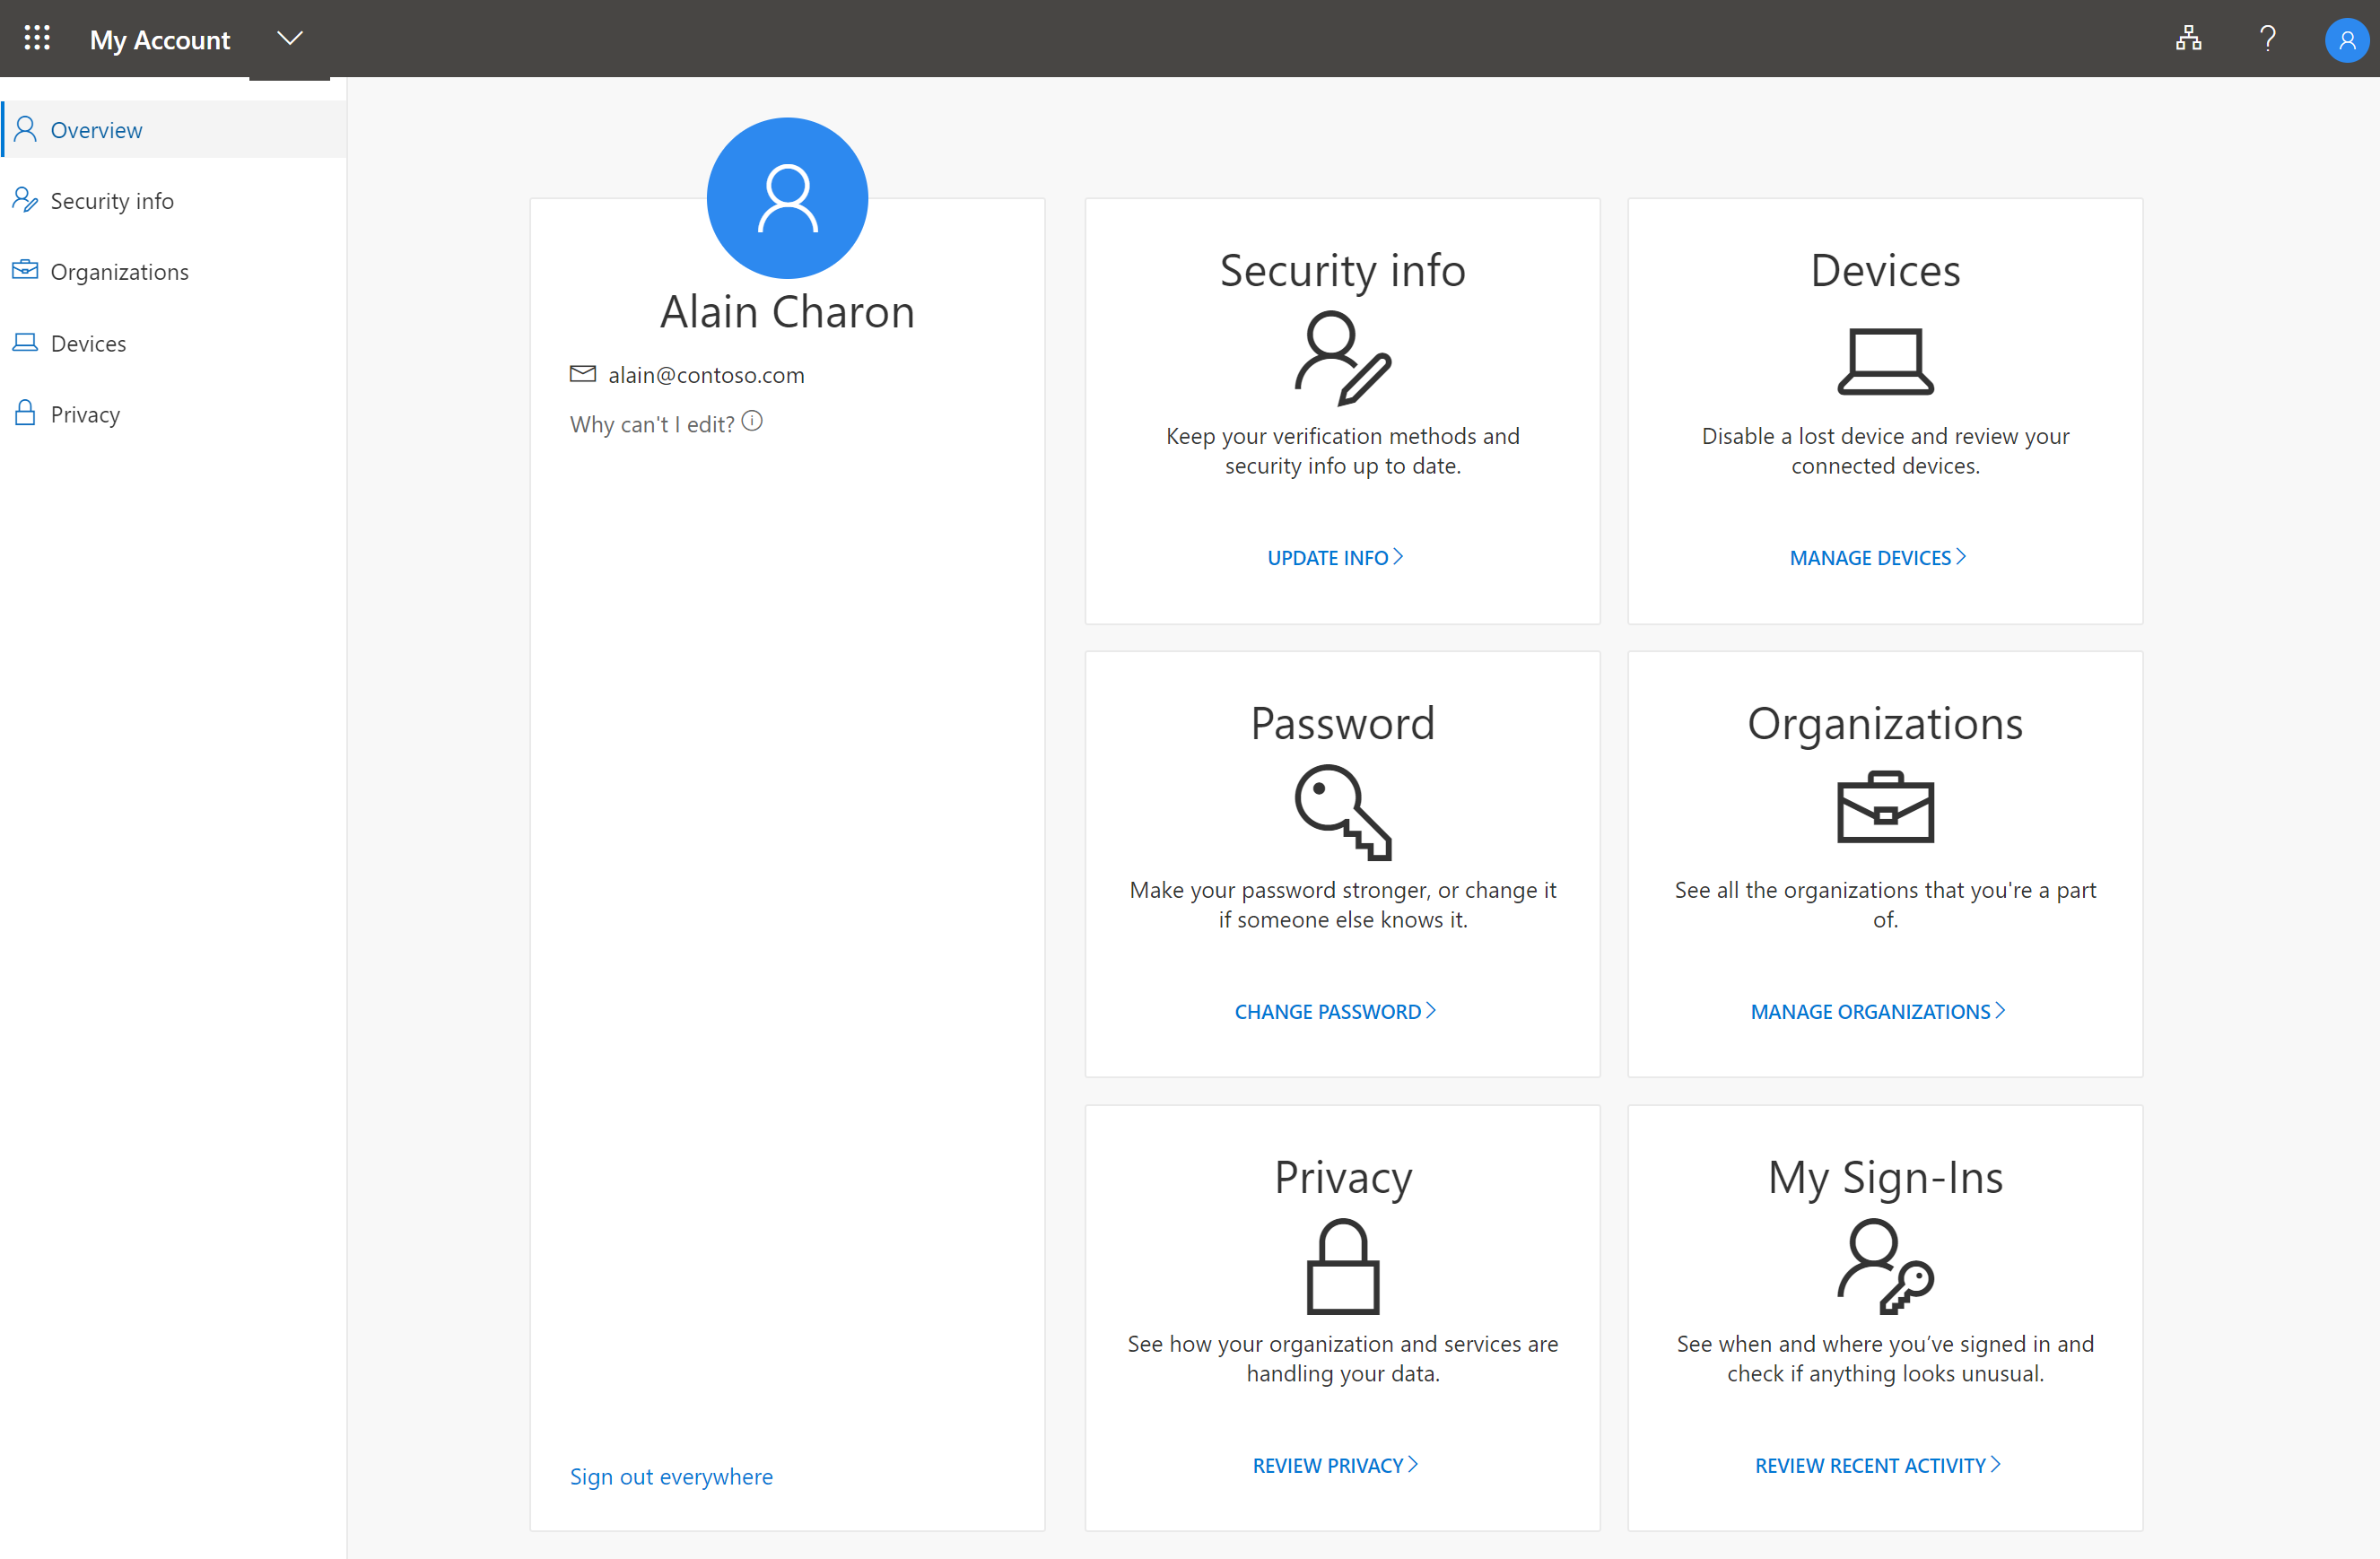 My Account
Overview
Security info
Organizations
Devices
Privacy
Alain Charon
alain@contoso.com
Why can't I edit?
Sign out everywhere
Security info
Keep your verification methods and
security info up to date.
UPDATE INFO
Devices
Disable a lost device and review your
connected devices.
MANAGE DEVICES
Password
Make your password stronger, or change it
if someone else knows it.
CHANGE PASSWORD
Organizations
See all the organizations that you're a part
of.
MANAGE ORGANIZATIONS
Privacy
See how your organization and services are
handling your data.
REVIEW PRIVACY
My Sign-Ins
See when and where you’ve signed in and
check if anything looks unusual.
REVIEW RECENT ACTIVITY